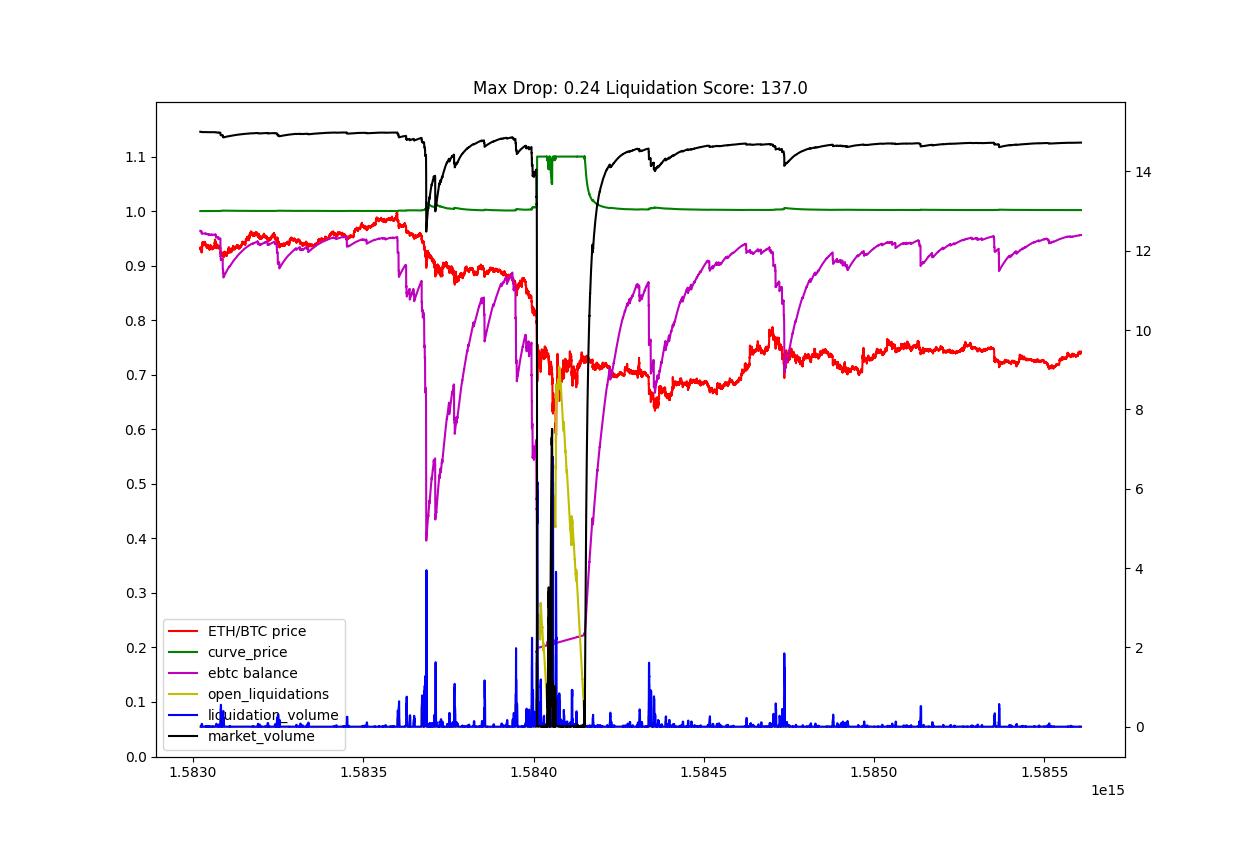 Max Drop: 0.24 Liquidation Score: 137.0
1.1
1.0
0.9
0.8
0.7
0.6
0.5
0.4
0.3
0.2
0.1
0.0
14
12
10
8
6
4
2
0
ETH/BTC price
curve_price
ebtc balance
open_liquidations
liquidation_volume
market_volume
1.5830 1.5835 1.5840 1.5845 1.5850 1.5855
1e15